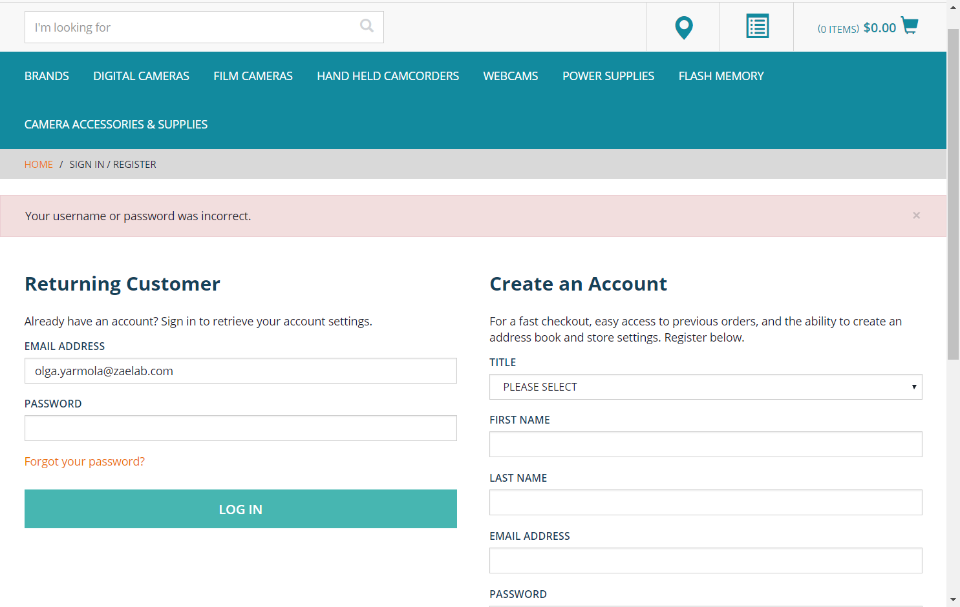 I'm looking for
(0 ITEMS) $0.00
BRANDS DIGITAL CAMERAS FILM CAMERAS HAND HELD CAMCORDERS WEBCAMS POWER SUPPLIES FLASH MEMORY
CAMERA ACCESSORIES & SUPPLIES
HOME / SIGN IN / REGISTER
Your username or password was incorrect. ×
Returning Customer
Already have an account? Sign in to retrieve your account settings.
EMAIL ADDRESS
olga.yarmola@zaelab.com
PASSWORD
Forgot your password?
LOG IN
Create an Account
For a fast checkout, easy access to previous orders, and the ability to create an
address book and store settings. Register below.
TITLE
PLEASE SELECT
FIRST NAME
LAST NAME
EMAIL ADDRESS
PASSWORD